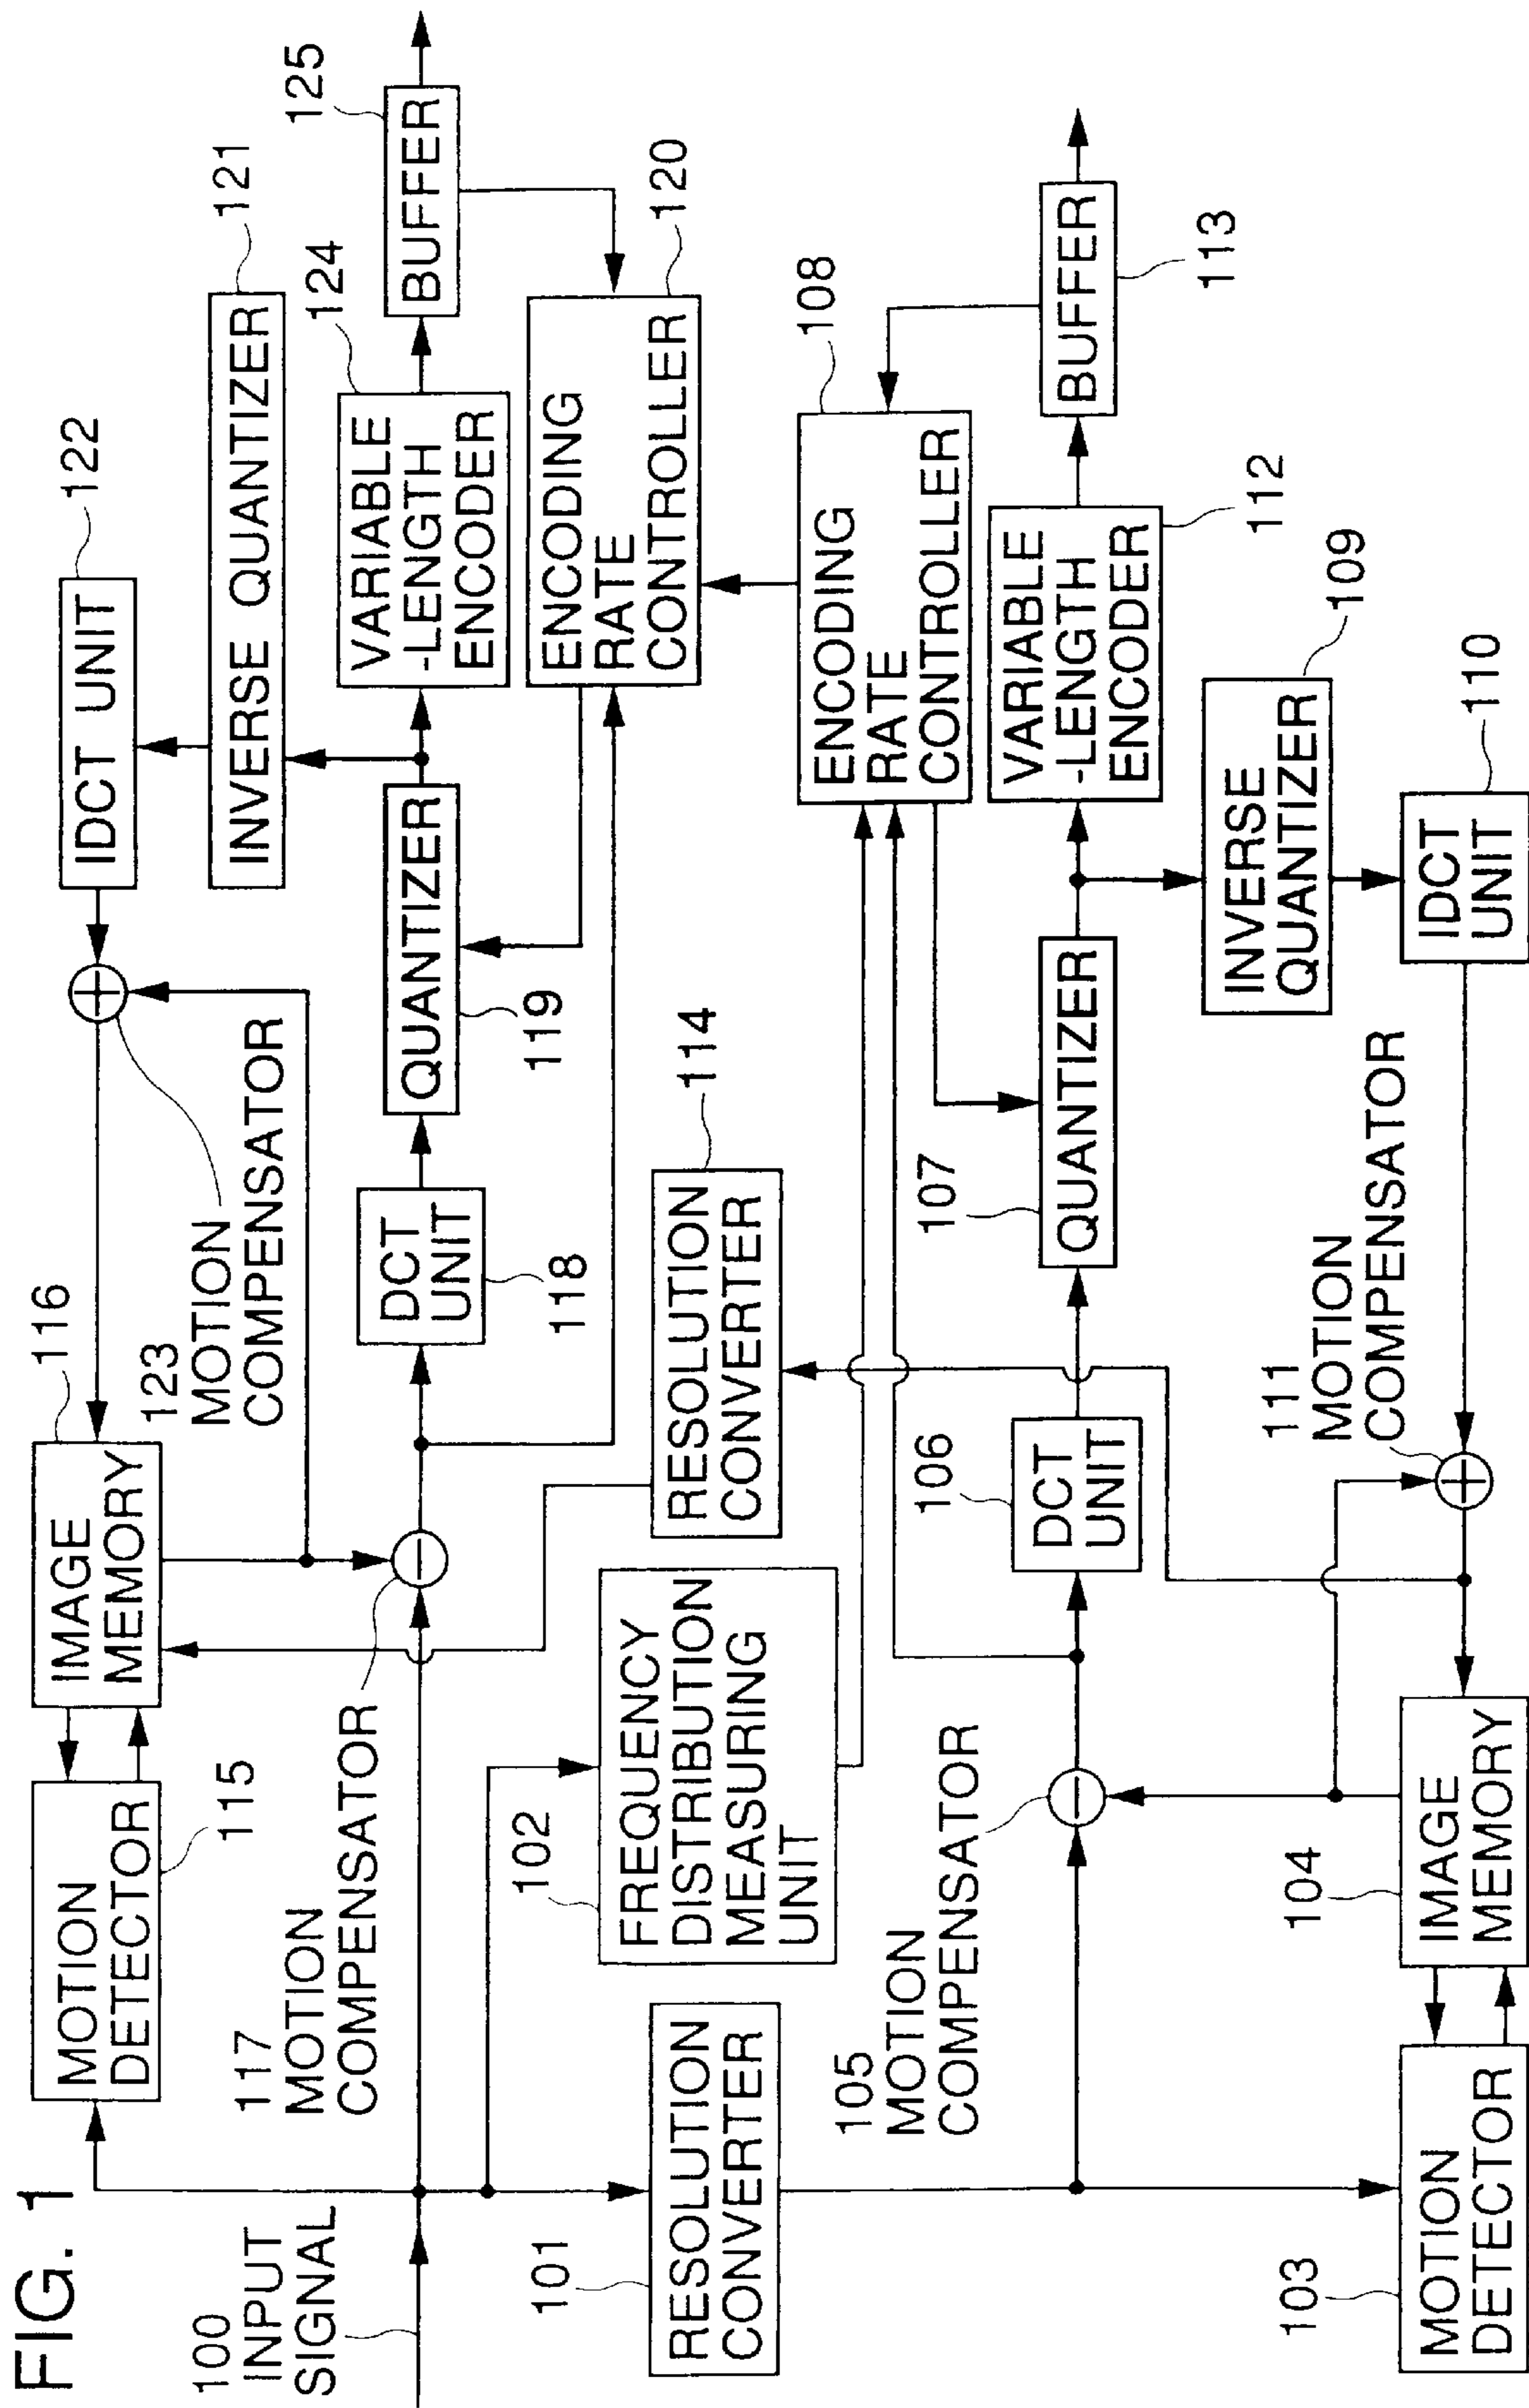 FIG. 1
100
INPUT
SIGNAL
MOTION
DETECTOR
115
IMAGE
MEMORY
116
123
MOTION
COMPENSATOR
IDCT UNIT
122
INVERSE QUANTIZER
121
117
MOTION
COMPENSATOR
DCT
UNIT
118
QUANTIZER
119
VARIABLE
-LENGTH
ENCODER
124
BUFFER
125
ENCODING
RATE
CONTROLLER
120
101
RESOLUTION
CONVERTER
102
FREQUENCY
DISTRIBUTION
MEASURING
UNIT
RESOLUTION
CONVERTER
114
ENCODING
RATE
CONTROLLER
108
105
MOTION
COMPENSATOR
106
DCT
UNIT
107
QUANTIZER
VARIABLE
-LENGTH
ENCODER
112
BUFFER
113
INVERSE
QUANTIZER
109
103
MOTION
DETECTOR
104
IMAGE
MEMORY
111
MOTION
COMPENSATOR
IDCT
UNIT
110